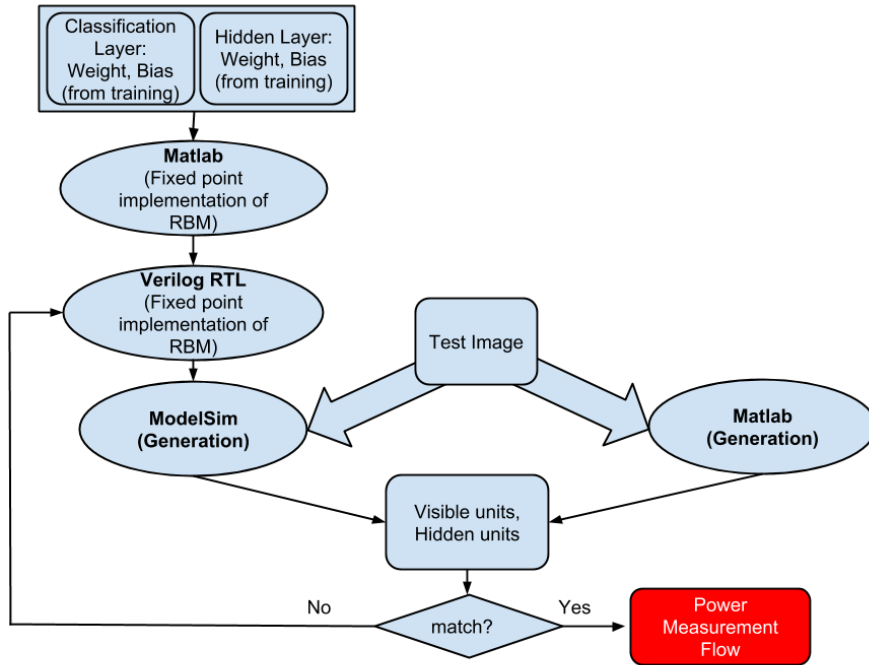 Classification
Layer:
Weight, Bias
(from training)
Hidden Layer:
Weight, Bias
(from training)
Matlab
(Fixed point
implementation of
RBM)
Verilog RTL
(Fixed point
implementation of
RBM)
Test Image
ModelSim
(Generation)
Matlab
(Generation)
Visible units,
Hidden units
No
match?
Yes
Power
Measurement
Flow